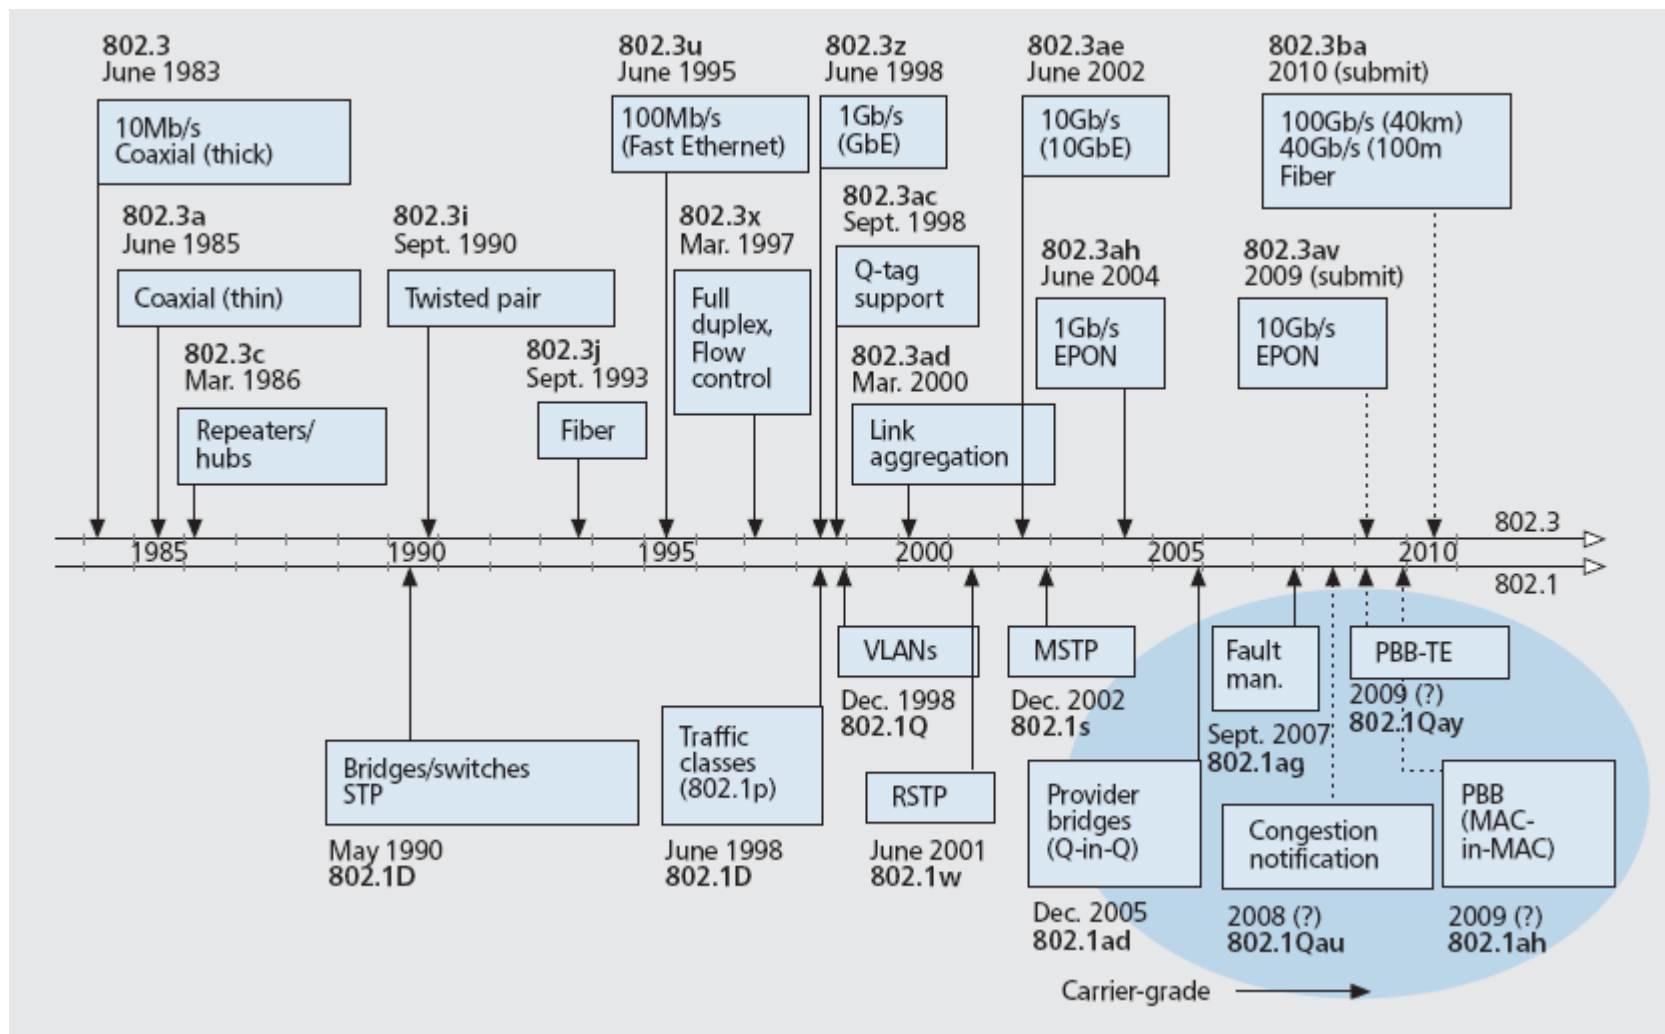 802.3
June 1983
10Mb/s
Coaxial (thick)
802.3u
June 1995
100Mb/s
(Fast Ethernet)
802.3z
June 1998
1Gb/s
(GbE)
802.3ae
June 2002
10Gb/s
(10GbE)
802.3ba
2010 (submit)
100Gb/s (40km)
40Gb/s (100m
Fiber
802.3a
June 1985
Coaxial (thin)
802.3i
Sept. 1990
Twisted pair
802.3x
Mar. 1997
Full
duplex,
Flow
control
802.3ac
Sept. 1998
Q-tag
support
802.3ah
June 2004
1Gb/s
EPON
802.3av
2009 (submit)
10Gb/s
EPON
802.3c
Mar. 1986
Repeaters/
hubs
802.3j
Sept. 1993
Fiber
802.3ad
Mar. 2000
Link
aggregation
802.3
1985
1990
1995
2000
2005
2010
802.1
VLANs
Dec. 1998
802.1Q
MSTP
Dec. 2002
802.1s
Fault
man.
Sept. 2007
802.1ag
PBB-TE
2009 (?)
802.1Qay
Bridges/switches
STP
May 1990
802.1D
Traffic
classes
(802.1p)
June 1998
802.1D
RSTP
June 2001
802.1w
Provider
bridges
(Q-in-Q)
Dec. 2005
802.1ad
Congestion
notification
2008 (?)
802.1Qau
PBB
(MAC-
in-MAC)
2009 (?)
802.1ah
Carrier-grade